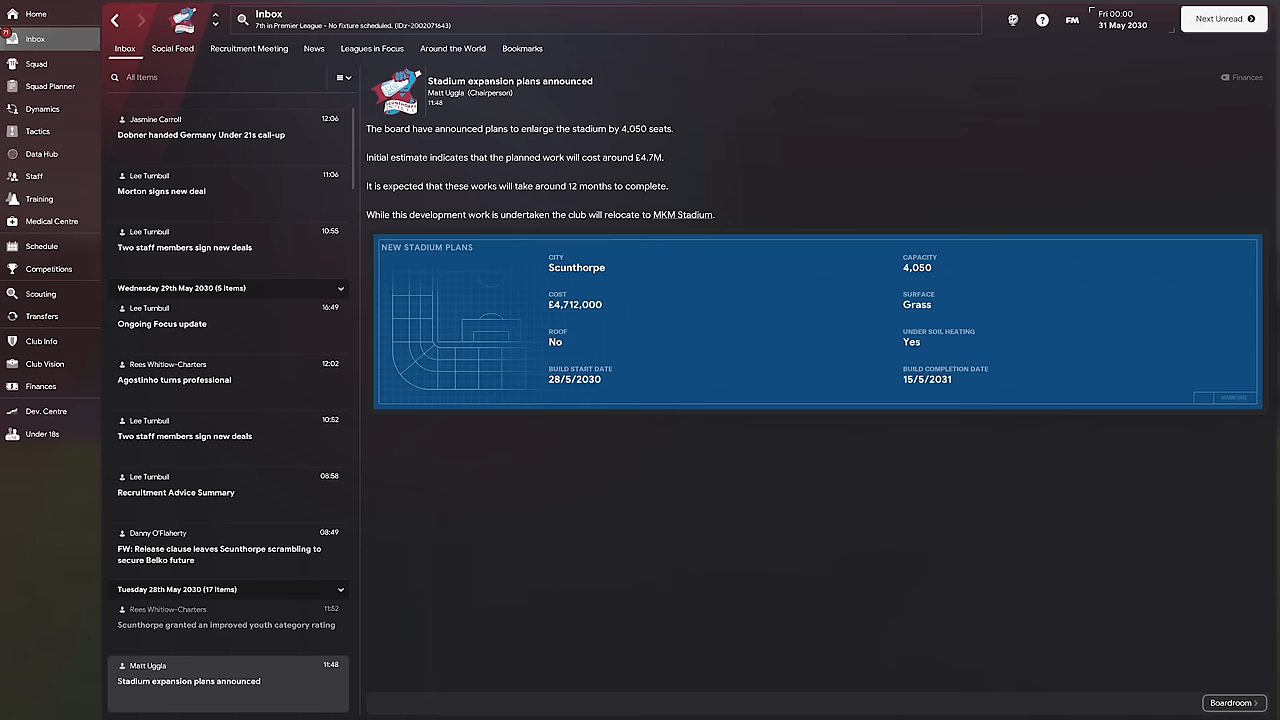 Home
71
Inbox
Squad
Squad Planner
Dynamics
Tactics
Data Hub
Staff
Training
Medical Centre
Schedule
Competitions
Scouting
Transfers
Club Info
Club Vision
Finances
Dev. Centre
Under 18s
Inbox
7th in Premier League - No fixture scheduled. (ID:r-2002071643)
?
FM
Fri 00:00
31 May 2030
Next Unread
Inbox
Social Feed
Recruitment Meeting
News
Leagues in Focus
Around the World
Bookmarks
All Items
Jasmine Carroll 12:06
Dobner handed Germany Under 21s call-up
Lee Turnbull 11:06
Morton signs new deal
Lee Turnbull 10:55
Two staff members sign new deals
Wednesday 29th May 2030 (5 Items)
Lee Turnbull 16:49
Ongoing Focus update
Rees Whitlow-Charters 12:02
Agostinho turns professional
Lee Turnbull 10:52
Two staff members sign new deals
Lee Turnbull 08:58
Recruitment Advice Summary
Danny O'Flaherty 08:49
FW: Release clause leaves Scunthorpe scrambling to
secure Belko future
Tuesday 28th May 2030 (17 Items)
Rees Whitlow-Charters 11:52
Scunthorpe granted an improved youth category rating
Matt Uggla 11:48
Stadium expansion plans announced
Stadium expansion plans announced
Matt Uggla (Chairperson)
11:48
Finances
The board have announced plans to enlarge the stadium by 4,050 seats.
Initial estimate indicates that the planned work will cost around £4.7M.
It is expected that these works will take around 12 months to complete.
While this development work is undertaken the club will relocate to MKM Stadium.
NEW STADIUM PLANS
CITY
Scunthorpe
CAPACITY
4,050
COST
£4,712,000
SURFACE
Grass
ROOF
No
UNDER SOIL HEATING
Yes
BUILD START DATE
28/5/2030
BUILD COMPLETION DATE
15/5/2031
Boardroom